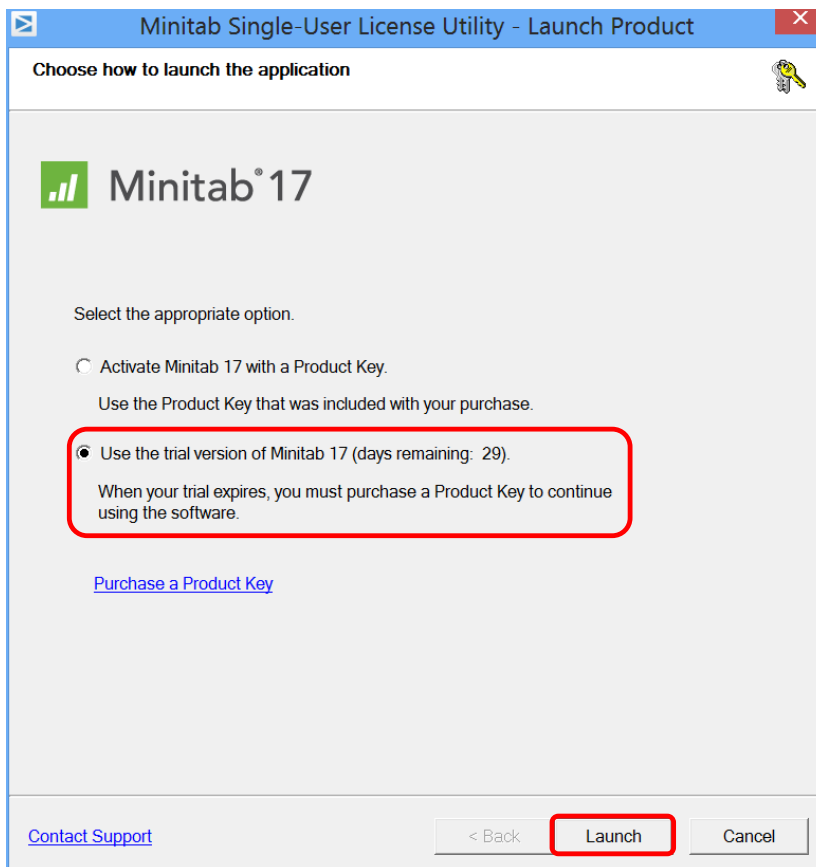 Minitab Single-User License Utility - Launch Product
Choose how to launch the application
Minitab® 17
Select the appropriate option.
Activate Minitab 17 with a Product Key.
Use the Product Key that was included with your purchase.
Use the trial version of Minitab 17 (days remaining: 29).
When your trial expires, you must purchase a Product Key to continue
using the software.
Purchase a Product Key
Contact Support
< Back
Launch
Cancel